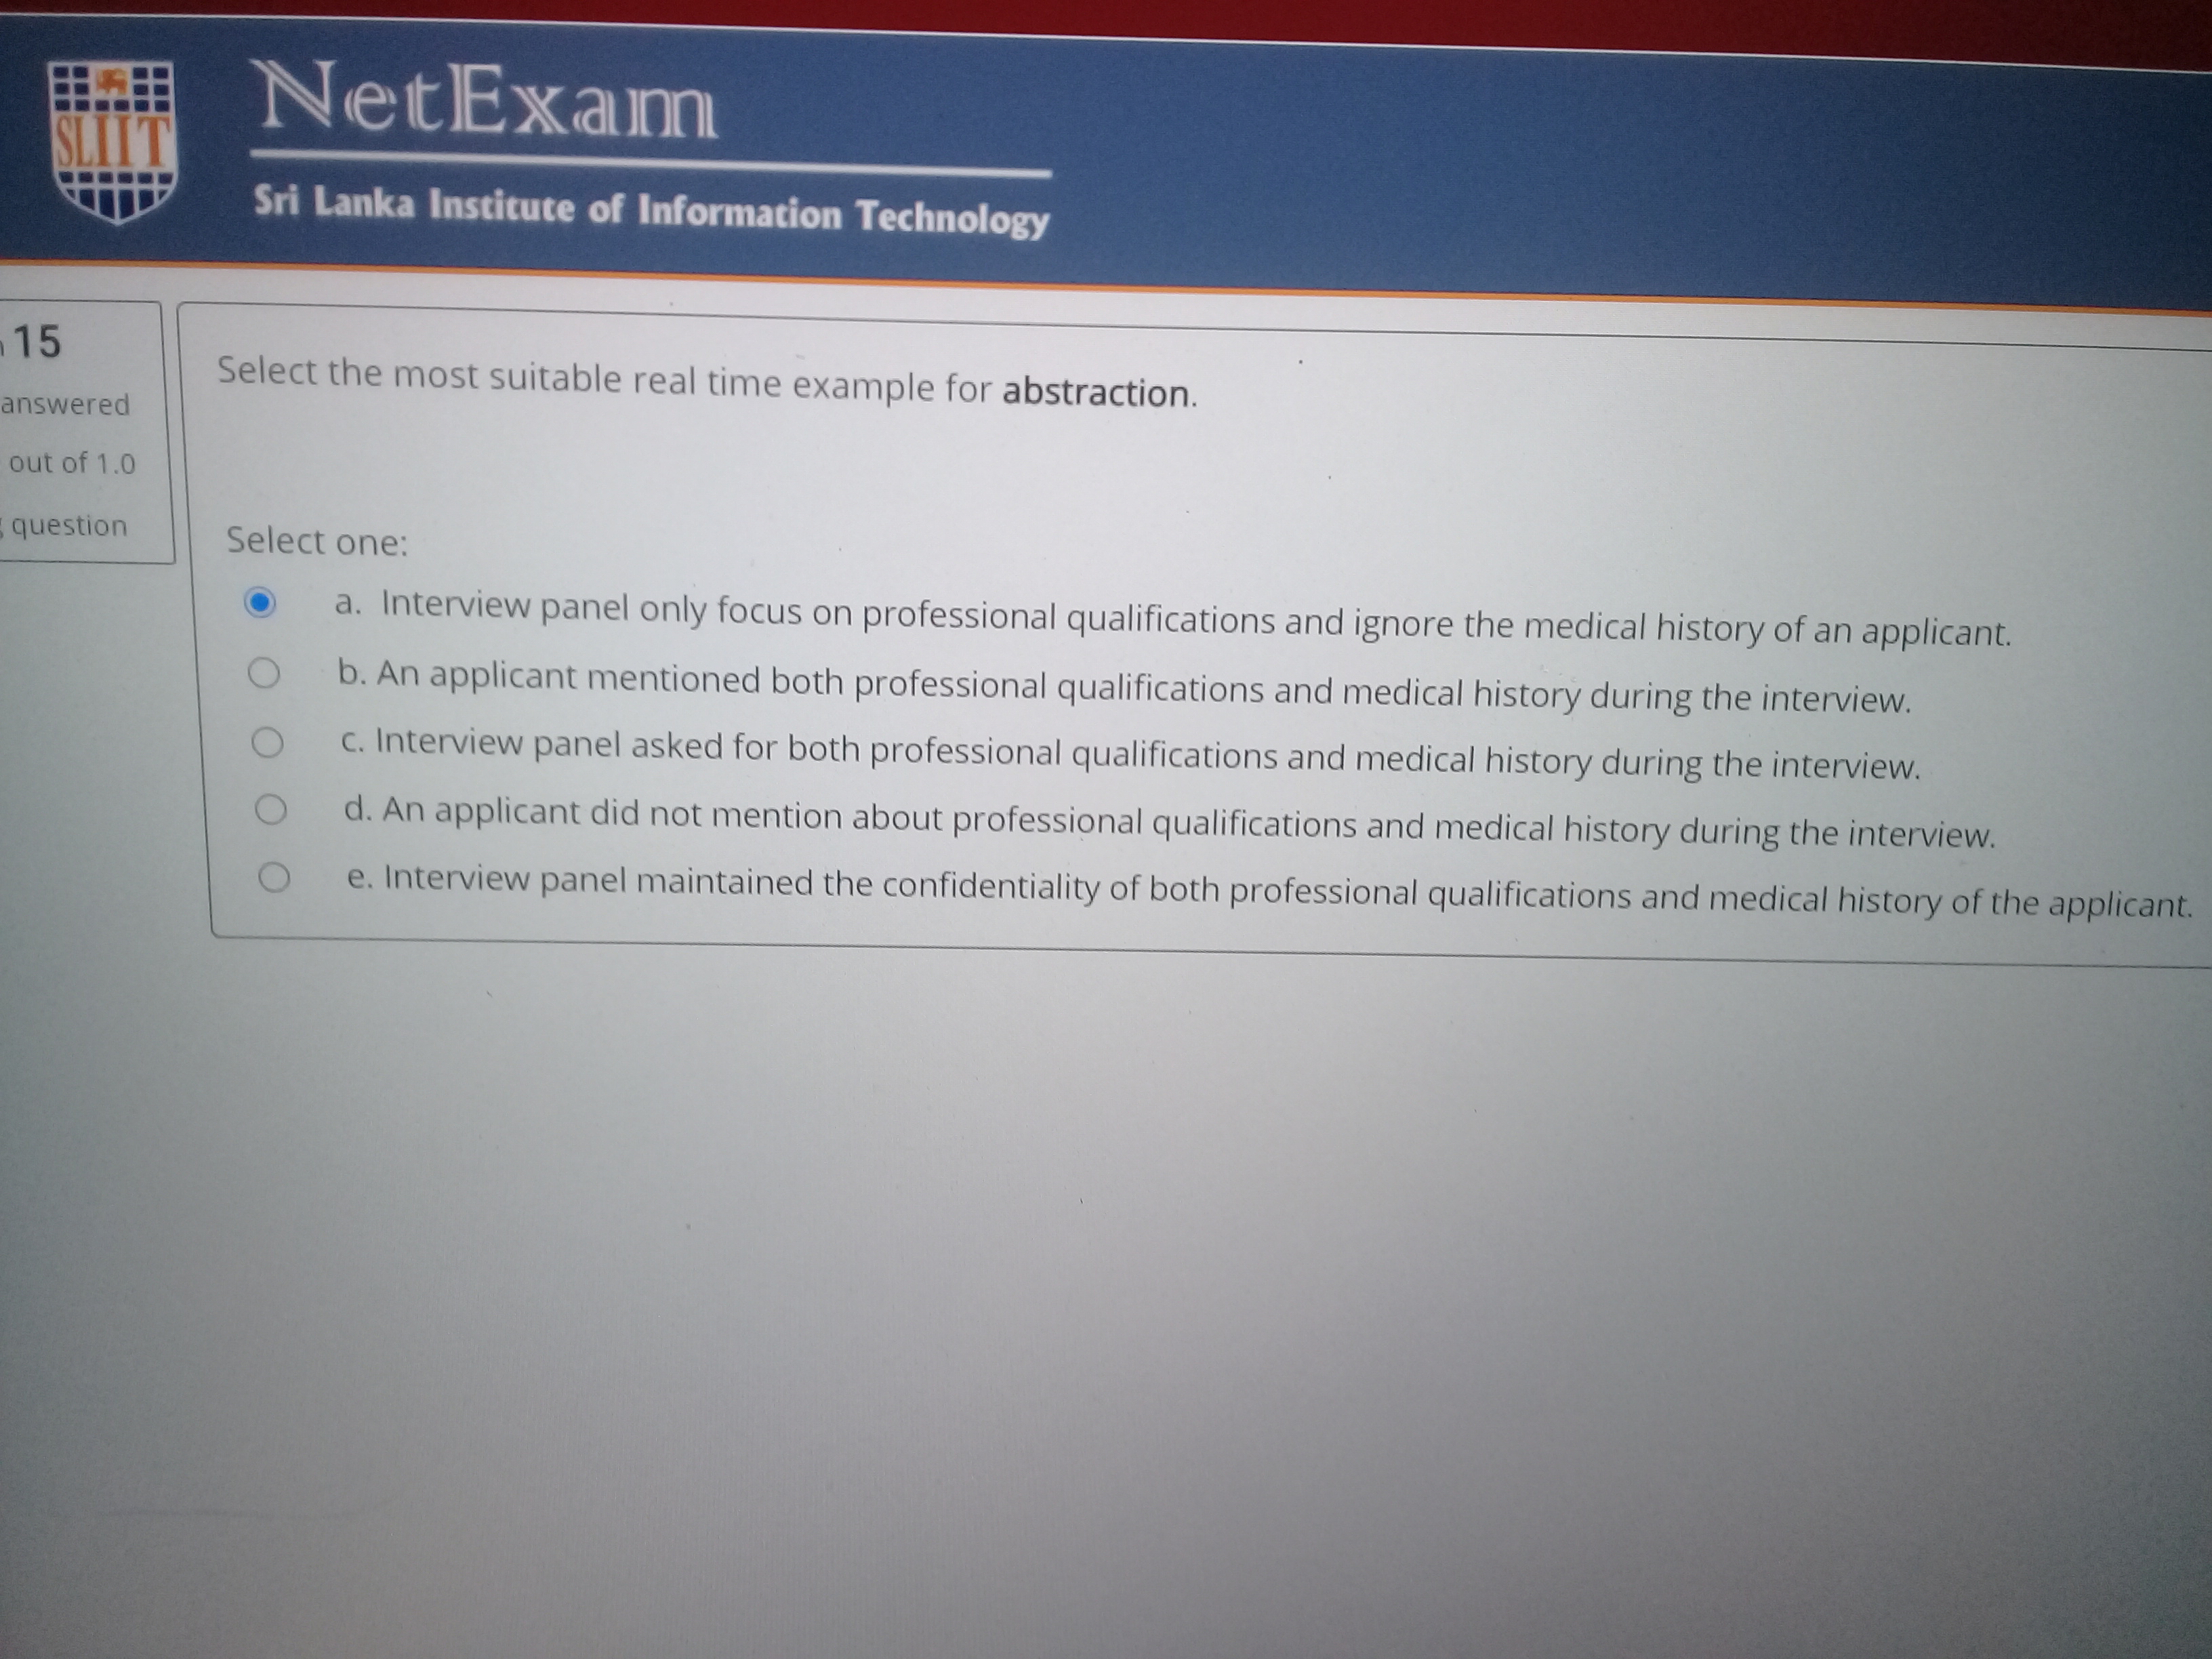 SLIIT
NetExam
Sri Lanka Institute of Information Technology
15
answered
out of 1.0
question
Select the most suitable real time example for abstraction.
Select one:
a. Interview panel only focus on professional qualifications and ignore the medical history of an applicant.
b. An applicant mentioned both professional qualifications and medical history during the interview.
c. Interview panel asked for both professional qualifications and medical history during the interview.
d. An applicant did not mention about professional qualifications and medical history during the interview.
e. Interview panel maintained the confidentiality of both professional qualifications and medical history of the applicant.